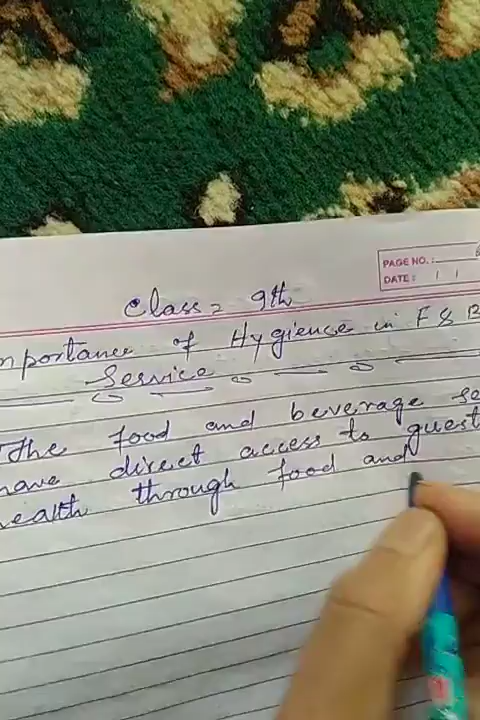 PAGE NO.:
DATE:
Class = 9th
mportance of Hygience in F & B
Service
The food and beverage se
have direct access to guest
health through food and